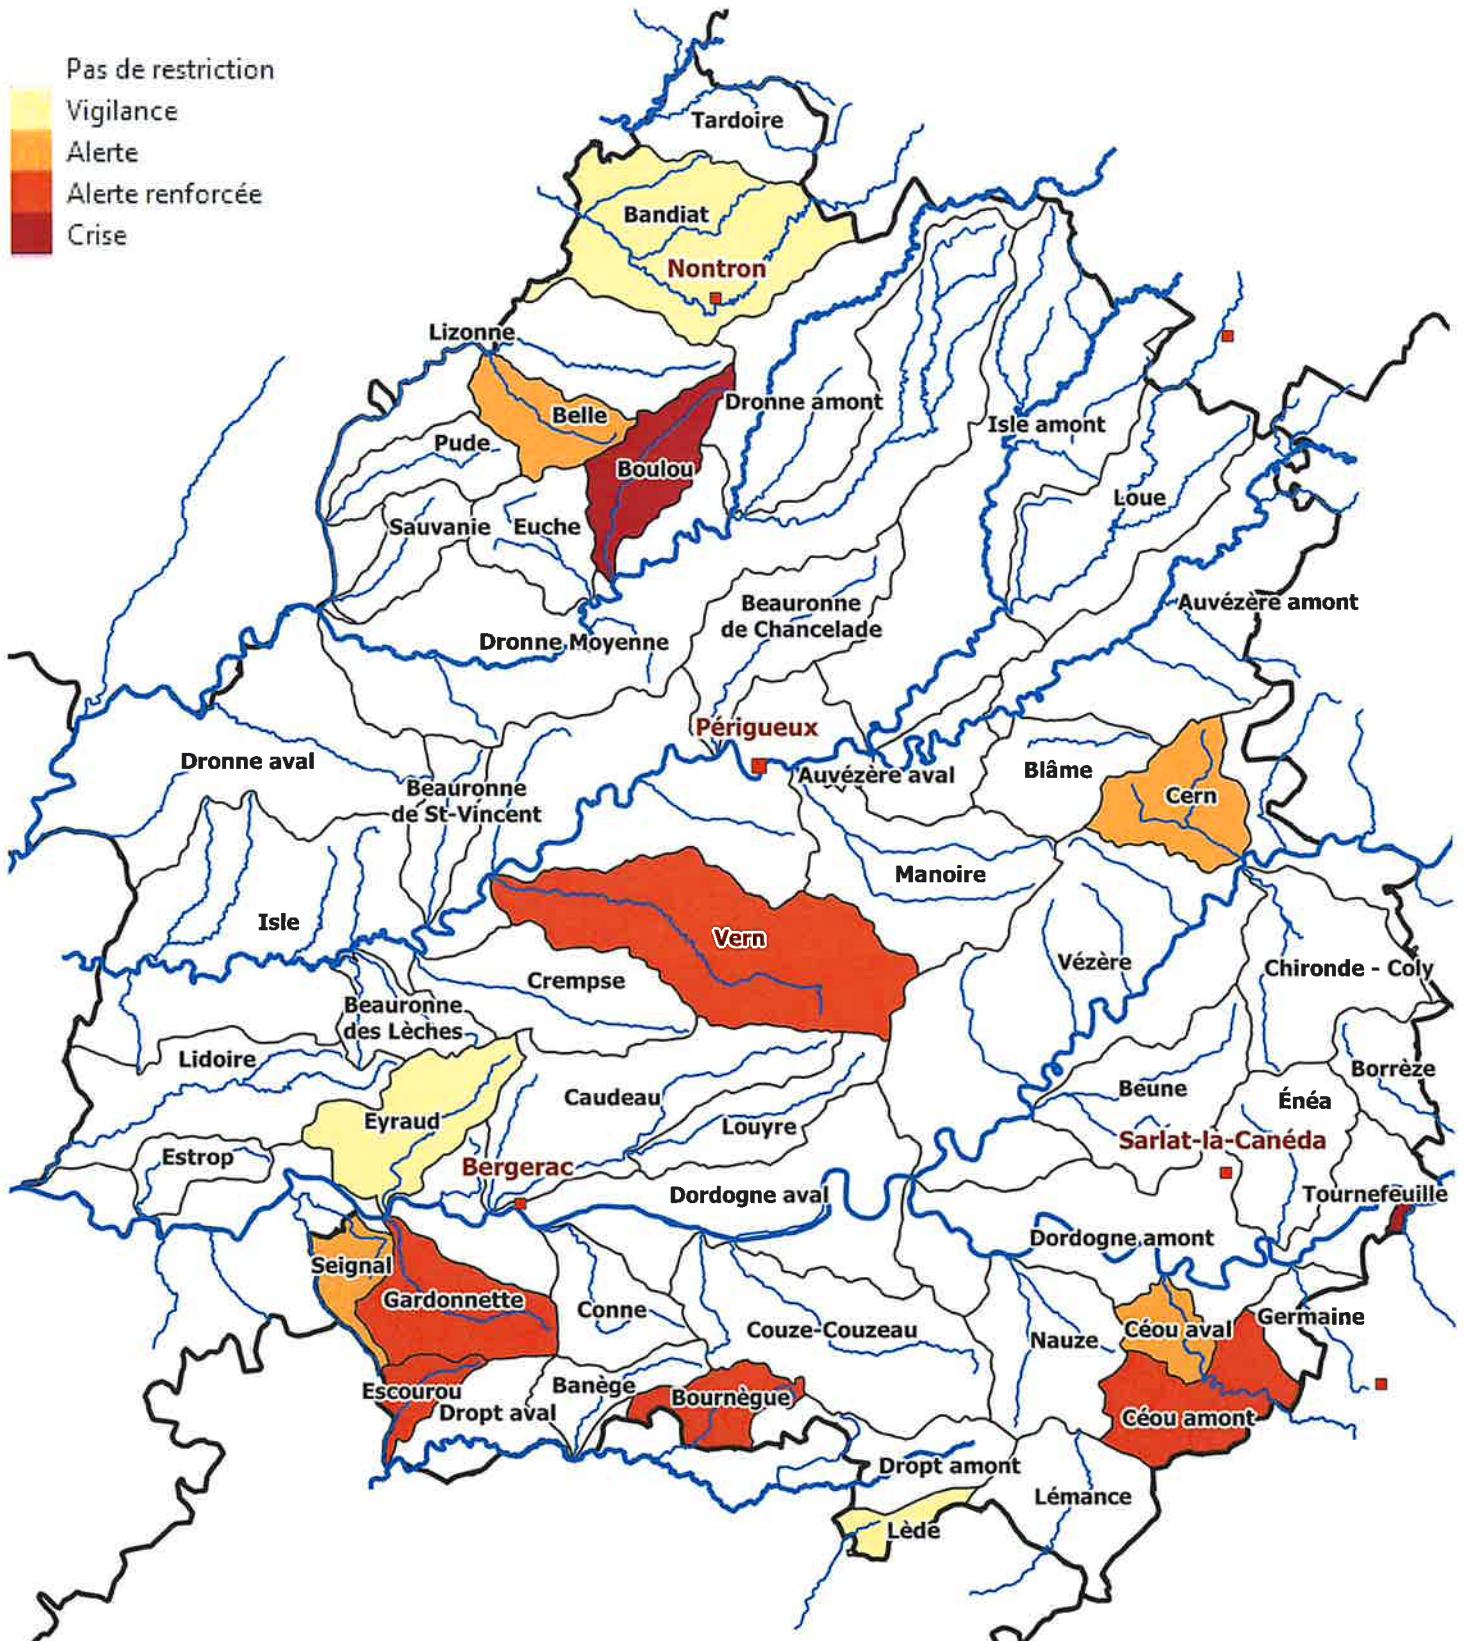 Pas de restriction
Vigilance
Alerte
Alerte renforcée
Crise
Tardoire
Bandiat
Nontron
Lizonne
Belle
Dronne amont
Pude
Isle amont
Boulou
Loue
Sauvanie
Euche
Auvézère amont
Beauronne
de Chancelade
Dronne Moyenne
Périgueux
Dronne aval
Auvézère aval
Blâme
Beauronne
de St-Vincent
Cern
Manoire
Isle
Vern
Vézère
Chironde - Coly
Crempse
Beauronne
des Lèches
Lidoire
Borrèze
Beune
Caudeau
Énéa
Eyraud
Louyre
Sarlat-la-Canéda
Estrop
Bergerac
Dordogne aval
Tournefeuille
Dordogne amont
Seignal
Gardonnette
Conne
Germaine
Couze-Couzeau
Céou aval
Nauze
Banège
Escourou
Bournègue
Dropt aval
Céou amont
Dropt amont
Lémance
Lède